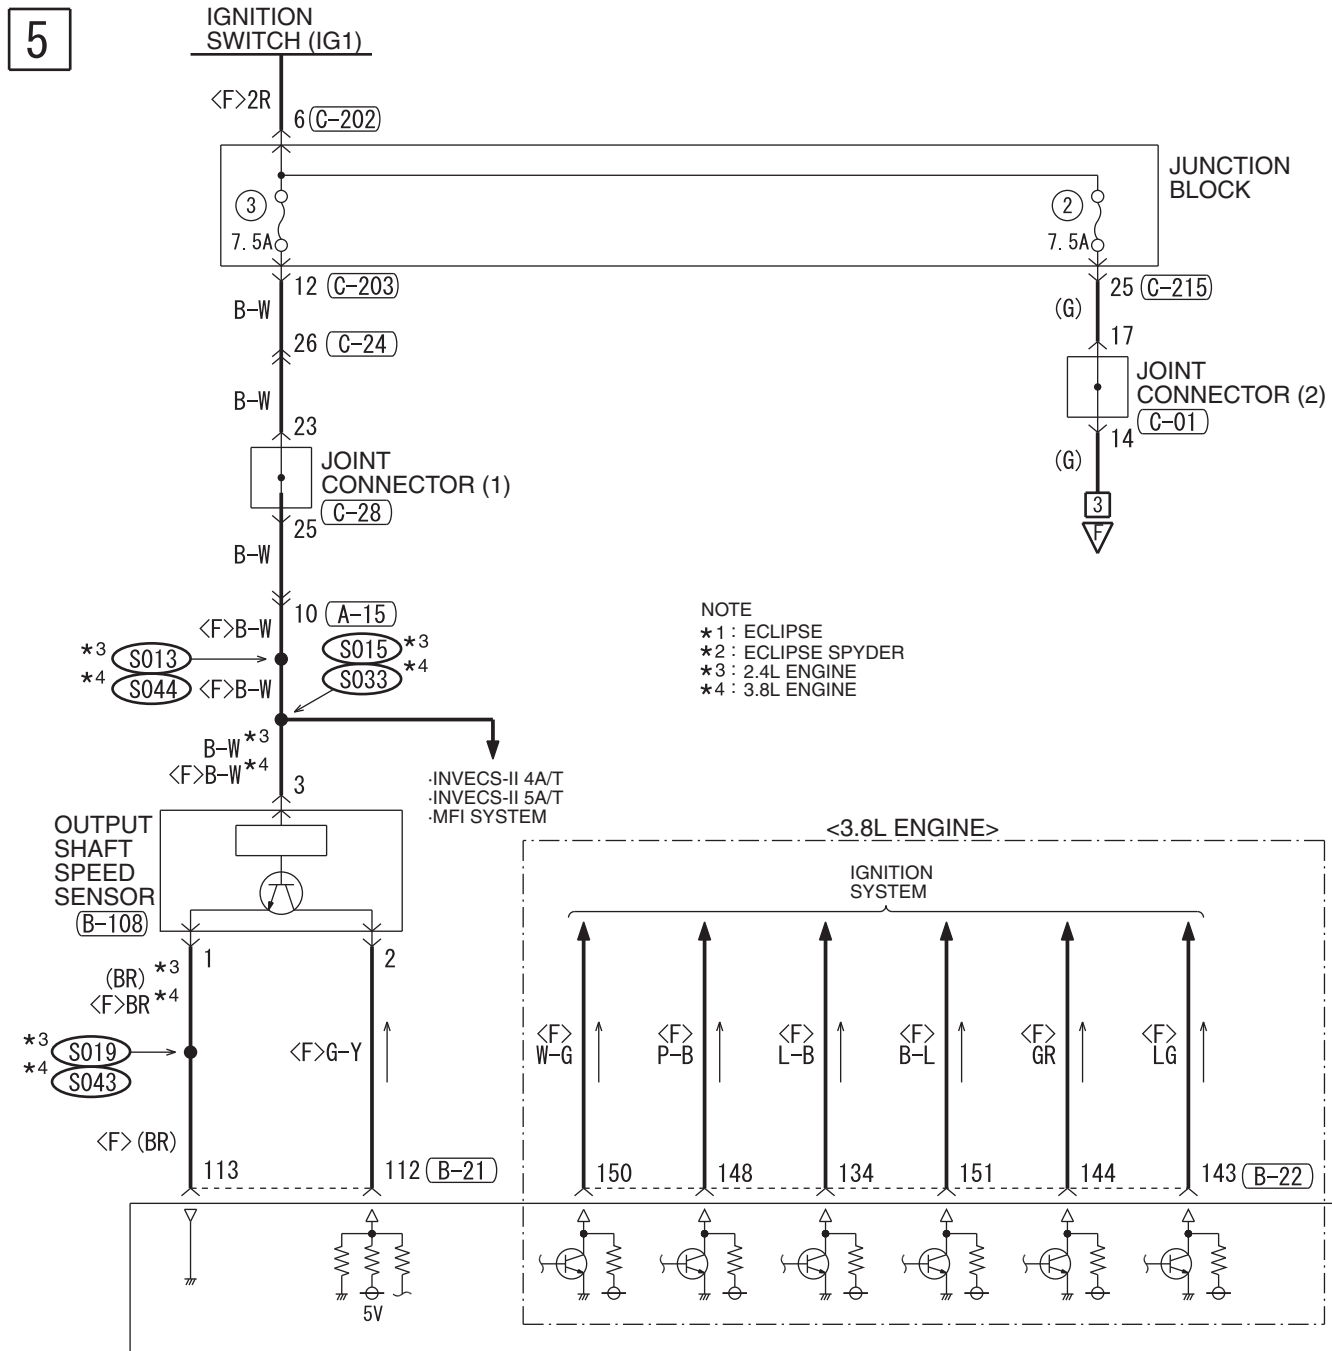 5
IGNITION
SWITCH (IG1)
<F>2R
6 C-202
JUNCTION
BLOCK
3
7.5A
2
7.5A
12 C-203
25 C-215
B-W
(G)
26 C-24
17
JOINT
CONNECTOR (2)
C-01
B-W
23
14
(G)
JOINT
CONNECTOR (1)
C-28
25
3
F
B-W
10 A-15
<F>B-W
*3 S013
*4 S044
<F>B-W
S015 *3
S033 *4
NOTE
*1 : ECLIPSE
*2 : ECLIPSE SPYDER
*3 : 2.4L ENGINE
*4 : 3.8L ENGINE
B-W *3
<F>B-W *4
3
·INVECS-II 4A/T
·INVECS-II 5A/T
·MFI SYSTEM
OUTPUT
SHAFT
SPEED
SENSOR
B-108
<3.8L ENGINE>
IGNITION
SYSTEM
1
2
(BR) *3
<F>BR *4
*3 S019
*4 S043
<F>G-Y
<F>
W-G
<F>
P-B
<F>
L-B
<F>
B-L
<F>
GR
<F>
LG
<F>(BR)
113
112 B-21
150
148
134
151
144
143 B-22
5V